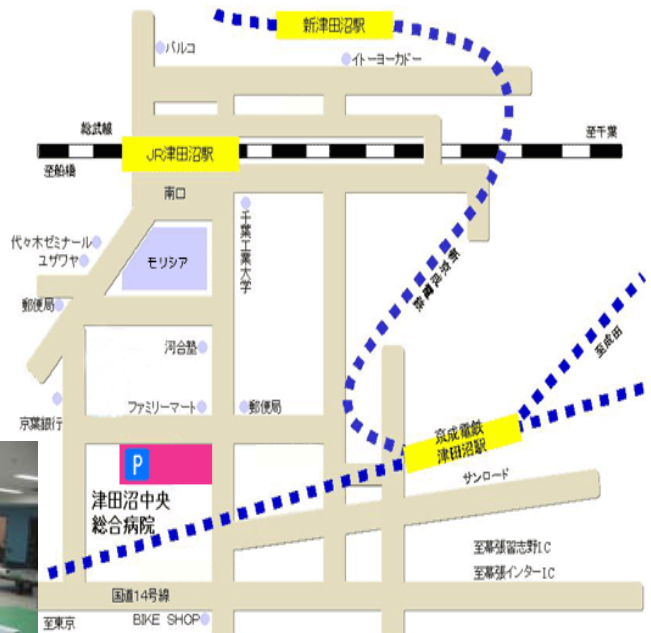 新津田沼駅
パルコ
イトーヨーカドー
総武線
至千葉
JR津田沼駅
至船橋
南口
代々木ゼミナール
ユザワヤ
モリシア
千葉工業大学
新京成電鉄
郵便局
至成田
河合塾
京葉銀行
ファミリーマート
郵便局
京成電鉄
津田沼駅
P
サンロード
津田沼中央
総合病院
至幕張習志野IC
至幕張インターIC
国道14号線
至東京
BIKE SHOP